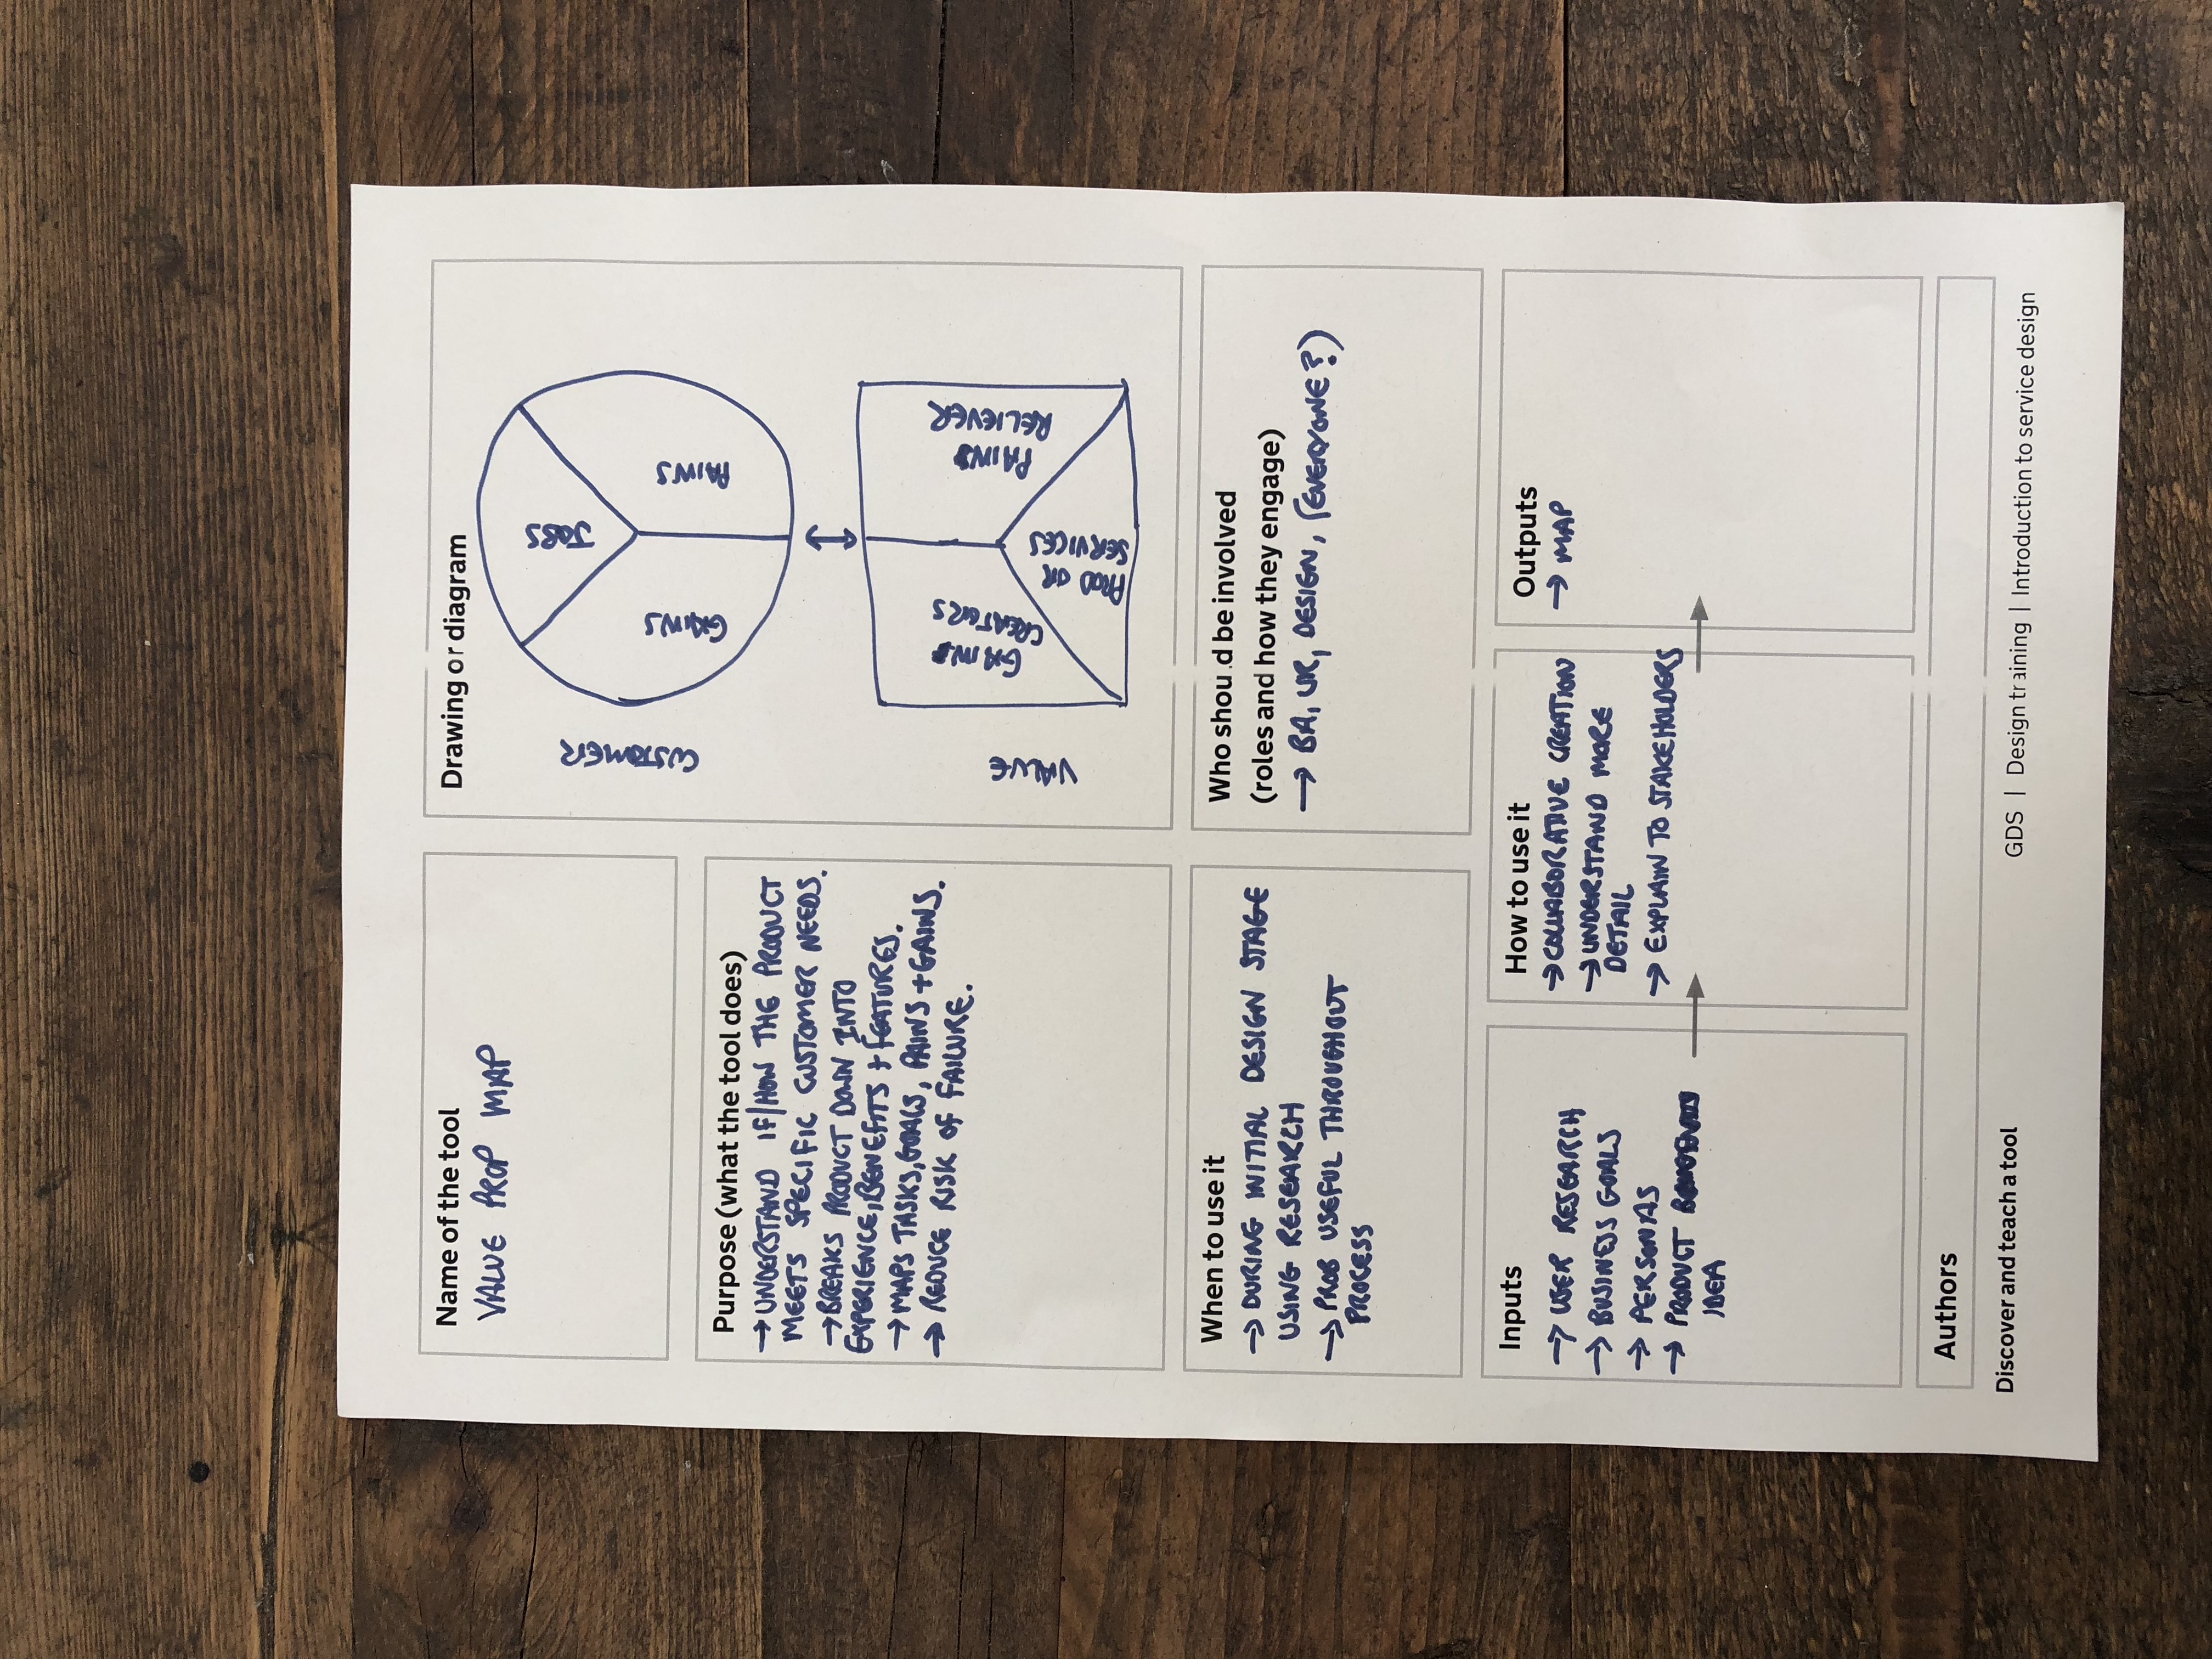 Name of the tool
VALUE PROP MAP
Purpose (what the tool does)
→ UNDERSTAND IF/HOW THE PRODUCT
MEETS SPECIFIC CUSTOMER NEEDS.
→ BREAKS PRODUCT DOWN INTO
EXPERIENCE, BENEFITS + FEATURES.
→ MAPS TASKS, GOALS, PAINS + GAINS.
→ REDUCE RISK OF FAILURE.
Drawing or diagram
CUSTOMER
JOBS
GAINS
PAINS
VALUE
GAIN
CREATORS
PAIN
RELIEVER
PROD OR
SERVICES
When to use it
→ DURING INITIAL DESIGN STAGE
USING RESEARCH
→ PROB USEFUL THROUGHOUT
PROCESS
Who should be involved
(roles and how they engage)
→ BA, UR, DESIGN, (EVERYONE?)
Inputs
→ USER RESEARCH
→ BUSINESS GOALS
→ PERSONAS
→ PRODUCT
IDEA
How to use it
→ COLLABORATIVE CREATION
→ UNDERSTAND MORE
DETAIL
→ EXPLAIN TO STAKEHOLDERS
Outputs
→ MAP
Authors
Discover and teach a tool
GDS | Design training | Introduction to service design